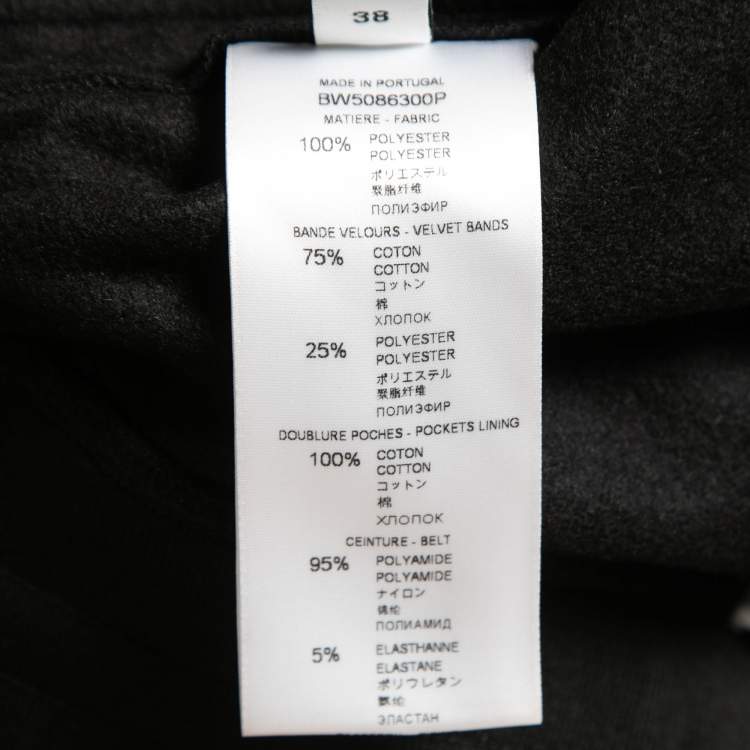 38
MADE IN PORTUGAL
BW5086300P
MATIERE - FABRIC
100% POLYESTER
POLYESTER
ポリエステル
聚脂纤维
ПОЛИЭФИР
BANDE VELOURS - VELVET BANDS
75% COTON
COTTON
コットン
棉
ХЛОПОК
25% POLYESTER
POLYESTER
ポリエステル
聚脂纤维
ПОЛИЭФИР
DOUBLURE POCHES - POCKETS LINING
100% COTON
COTTON
コットン
棉
ХЛОПОК
CEINTURE - BELT
95% POLYAMIDE
POLYAMIDE
ナイロン
锦纶
ПОЛИАМИД
5% ELASTHANNE
ELASTANE
ポリウレタン
氨纶
ЭЛАСТАН